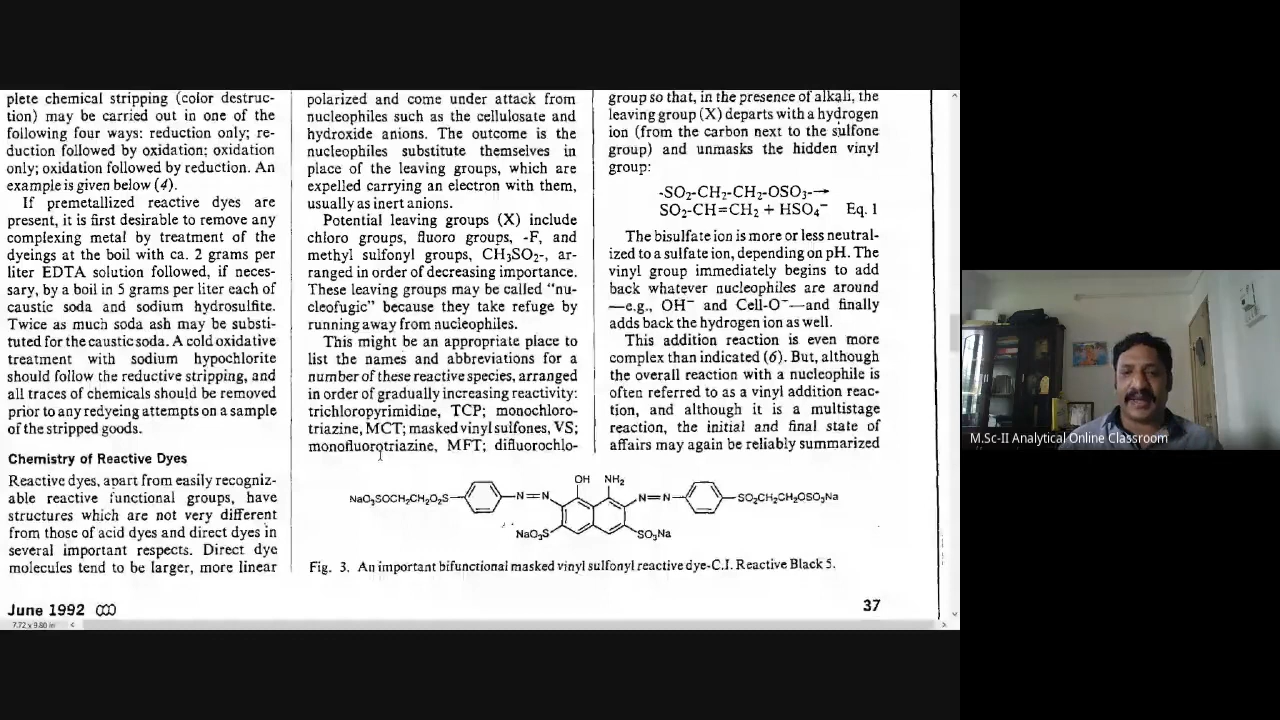 plete chemical stripping (color destruc-
tion) may be carried out in one of the
following four ways: reduction only; re-
duction followed by oxidation; oxidation
only; oxidation followed by reduction. An
example is given below (4).
If premetallized reactive dyes are
present, it is first desirable to remove any
complexing metal by treatment of the
dyeings at the boil with ca. 2 grams per
liter EDTA solution followed, if neces-
sary, by a boil in 5 grams per liter each of
caustic soda and sodium hydrosulfite.
Twice as much soda ash may be substi-
tuted for the caustic soda. A cold oxidative
treatment with sodium hypochlorite
should follow the reductive stripping, and
all traces of chemicals should be removed
prior to any redyeing attempts on a sample
of the stripped goods.
Chemistry of Reactive Dyes
Reactive dyes, apart from easily recogniz-
able reactive functional groups, have
structures which are not very different
from those of acid dyes and direct dyes in
several important respects. Direct dye
molecules tend to be larger, more linear
polarized and come under attack from
nucleophiles such as the cellulosate and
hydroxide anions. The outcome is the
nucleophiles substitute themselves in
place of the leaving groups, which are
expelled carrying an electron with them,
usually as inert anions.
Potential leaving groups (X) include
chloro groups, fluoro groups, -F, and
methyl sulfonyl groups, CH₃SO₂-, ar-
ranged in order of decreasing importance.
These leaving groups may be called "nu-
cleofugic" because they take refuge by
running away from nucleophiles.
This might be an appropriate place to
list the names and abbreviations for a
number of these reactive species, arranged
in order of gradually increasing reactivity:
trichloropyrimidine, TCP; monochloro-
triazine, MCT; masked vinyl sulfones, VS;
monofluorotriazine, MFT; difluorochlo-
group so that, in the presence of alkali, the
leaving group (X) departs with a hydrogen
ion (from the carbon next to the sulfone
group) and unmasks the hidden vinyl
group:
-SO₂-CH₂-CH₂-OSO₃-→
SO₂-CH=CH₂ + HSO₄⁻ Eq. 1
The bisulfate ion is more or less neutral-
ized to a sulfate ion, depending on pH. The
vinyl group immediately begins to add
back whatever nucleophiles are around
—e.g., OH⁻ and Cell-O⁻—and finally
adds back the hydrogen ion as well.
This addition reaction is even more
complex than indicated (6). But, although
the overall reaction with a nucleophile is
often referred to as a vinyl addition reac-
tion, and although it is a multistage
reaction, the initial and final state of
affairs may again be reliably summarized
OH NH₂
NaO₃SOCH₂CH₂O₂S N=N N=N SO₂CH₂CH₂OSO₃Na
NaO₃S SO₃Na
Fig. 3. An important bifunctional masked vinyl sulfonyl reactive dye-C.I. Reactive Black 5.
June 1992 37
7.72 x 9.86 in
M.Sc-II Analytical Online Classroom